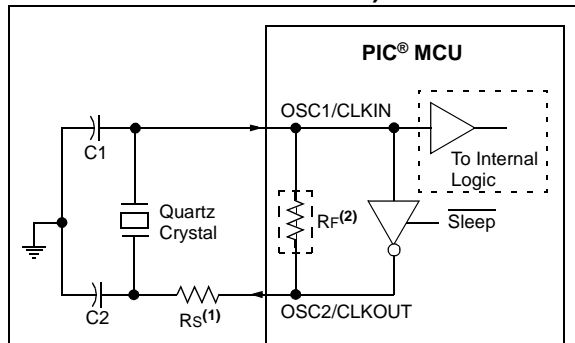 PIC® MCU
OSC1/CLKIN
C1
To Internal
Logic
Quartz
Crystal
RF(2)
Sleep
C2
RS(1)
OSC2/CLKOUT